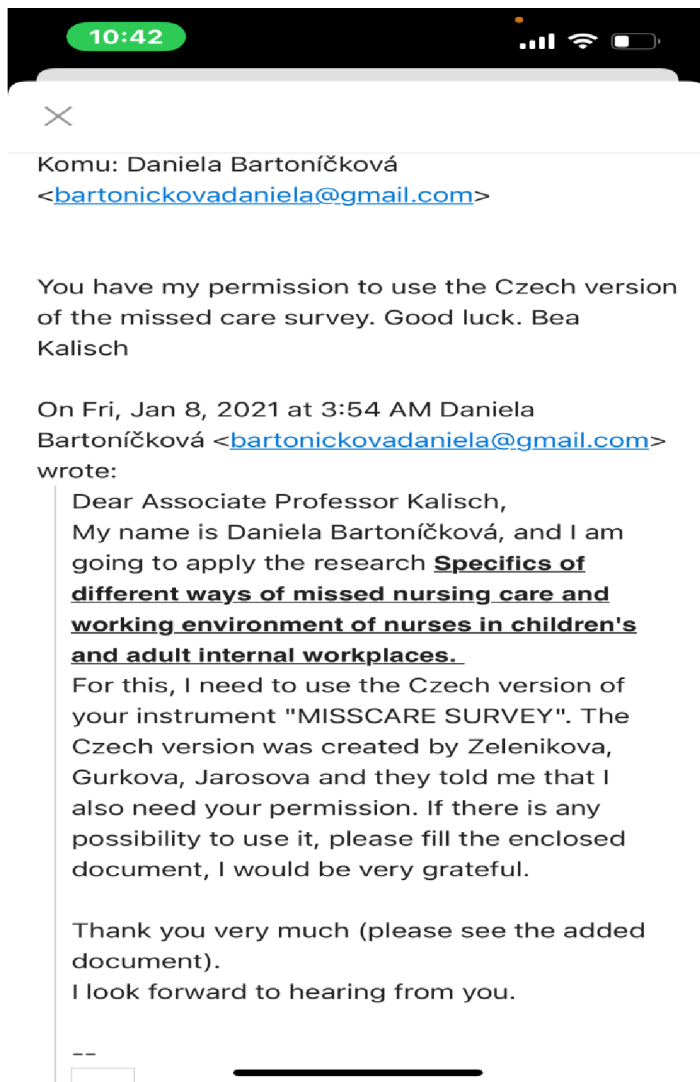 10:42
Komu: Daniela Bartoníčková
<bartonickovadaniela@gmail.com>
You have my permission to use the Czech version
of the missed care survey. Good luck. Bea
Kalisch
On Fri, Jan 8, 2021 at 3:54 AM Daniela
Bartoníčková <bartonickovadaniela@gmail.com>
wrote:
Dear Associate Professor Kalisch,
My name is Daniela Bartoníčková, and I am
going to apply the research Specifics of
different ways of missed nursing care and
working environment of nurses in children's
and adult internal workplaces.
For this, I need to use the Czech version of
your instrument "MISSCARE SURVEY". The
Czech version was created by Zelenikova,
Gurkova, Jarosova and they told me that I
also need your permission. If there is any
possibility to use it, please fill the enclosed
document, I would be very grateful.
Thank you very much (please see the added
document).
I look forward to hearing from you.
--